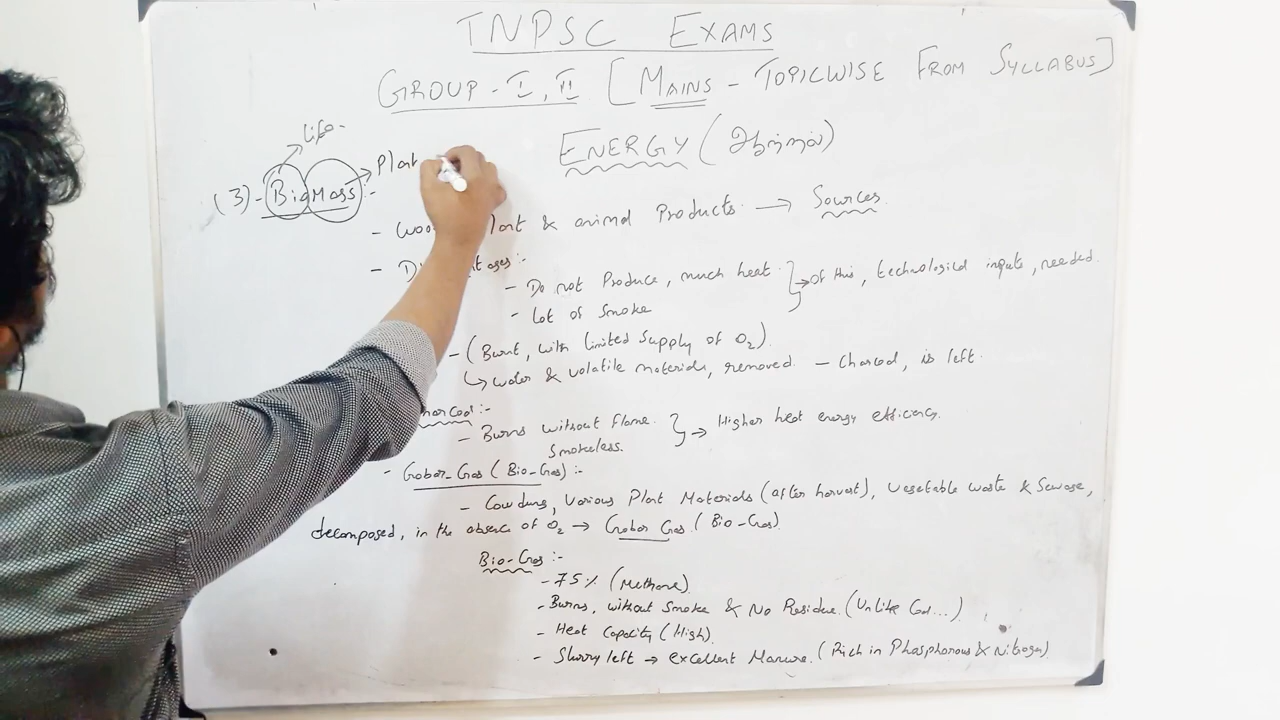 TNPSC EXAMS
GROUP - I, II [MAINS - TOPICWISE FROM SYLLABUS]
ENERGY (ஆற்றல்)
Life-
(3)- BioMass :- Plant
- lant & animal Products. → Sources
- Di ages:-
- Do not Produce, much heat. } → Of this, technological inputs, needed.
- Lot of Smoke
- (Burnt, with limited supply of O2).
↳ water & volatile materials, removed. - Charcoal, is left.
harcoal :-
- Burns without flame. } → Higher heat energy efficiency.
Smokeless.
- Gobar-Gas (Bio-Gas) :-
- Cowdung, Various Plant Materials (after harvest), vegetable waste & Sewage,
decomposed, in the absence of O2 → Gobar Gas. (Bio-Gas).
Bio-Gas :-
- 75% (Methane).
- Burns, without Smoke & No Residue. (Unlike Coal...)
- Heat Capacity (High).
- Slurry left → excellent Manure. (Rich in Phosphorous & Nitrogen)